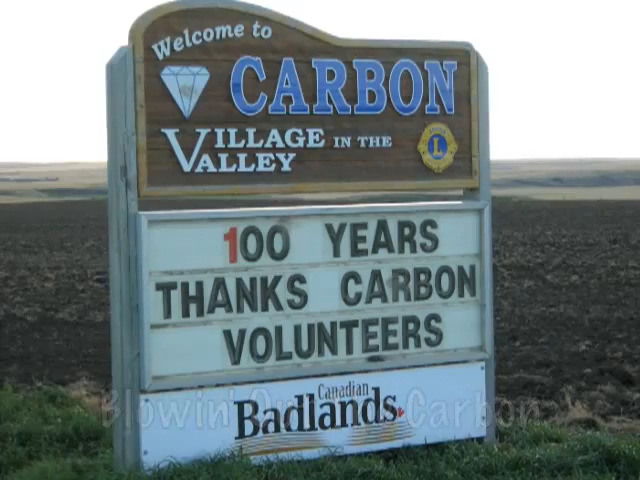 Welcome to
CARBON
VILLAGE IN THE
VALLEY
L
100 YEARS
THANKS CARBON
VOLUNTEERS
Canadian
Badlands